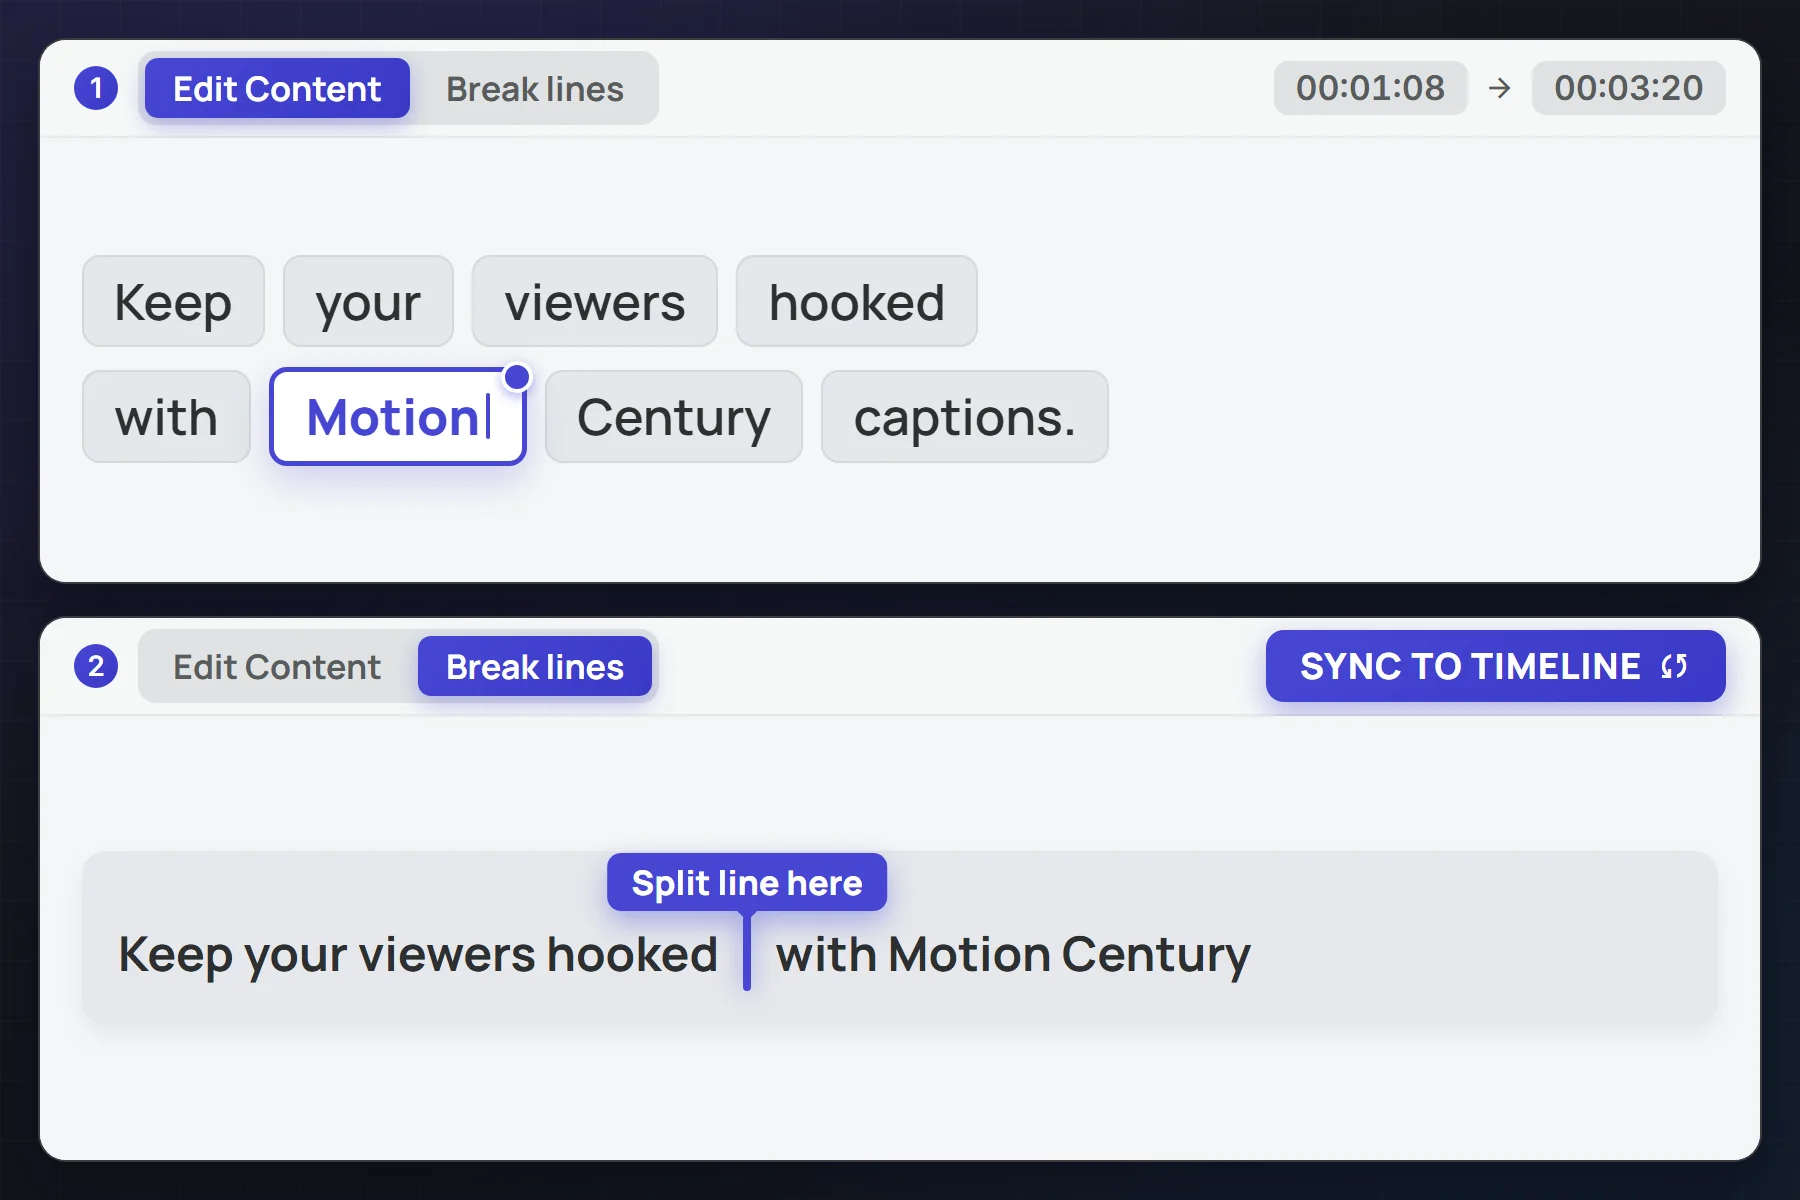 1 Edit Content Break lines 00:01:08 → 00:03:20
Keep your viewers hooked
with Motion Century captions.
2 Edit Content Break lines SYNC TO TIMELINE
Split line here
Keep your viewers hooked with Motion Century